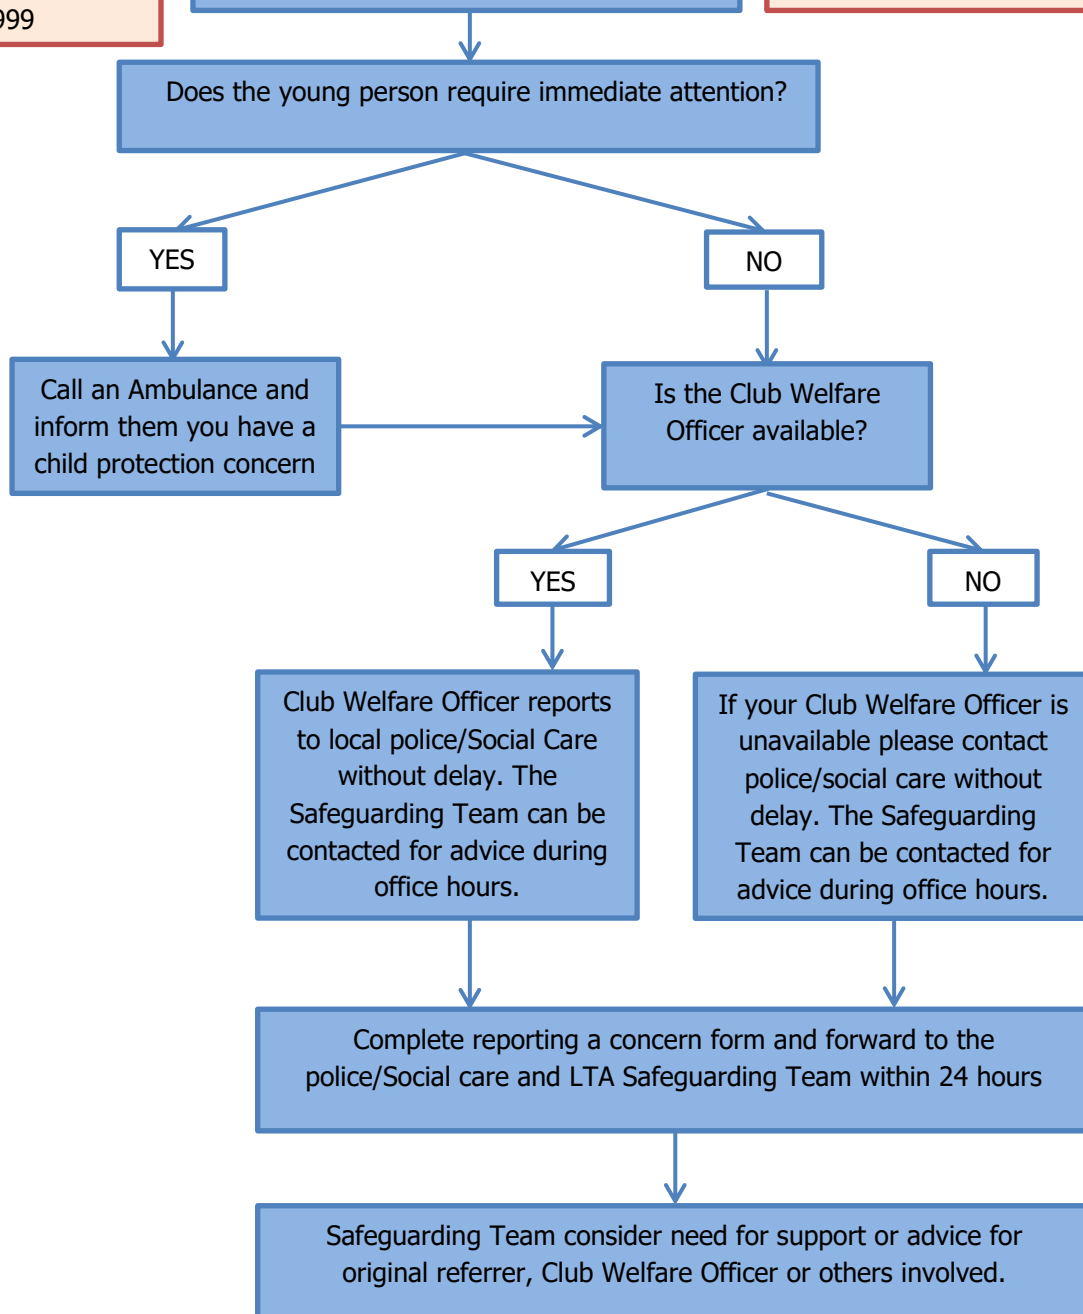 999
Does the young person require immediate attention?
YES
NO
Call an Ambulance and
inform them you have a
child protection concern
Is the Club Welfare
Officer available?
YES
NO
Club Welfare Officer reports
to local police/Social Care
without delay. The
Safeguarding Team can be
contacted for advice during
office hours.
If your Club Welfare Officer is
unavailable please contact
police/social care without
delay. The Safeguarding
Team can be contacted for
advice during office hours.
Complete reporting a concern form and forward to the
police/Social care and LTA Safeguarding Team within 24 hours
Safeguarding Team consider need for support or advice for
original referrer, Club Welfare Officer or others involved.